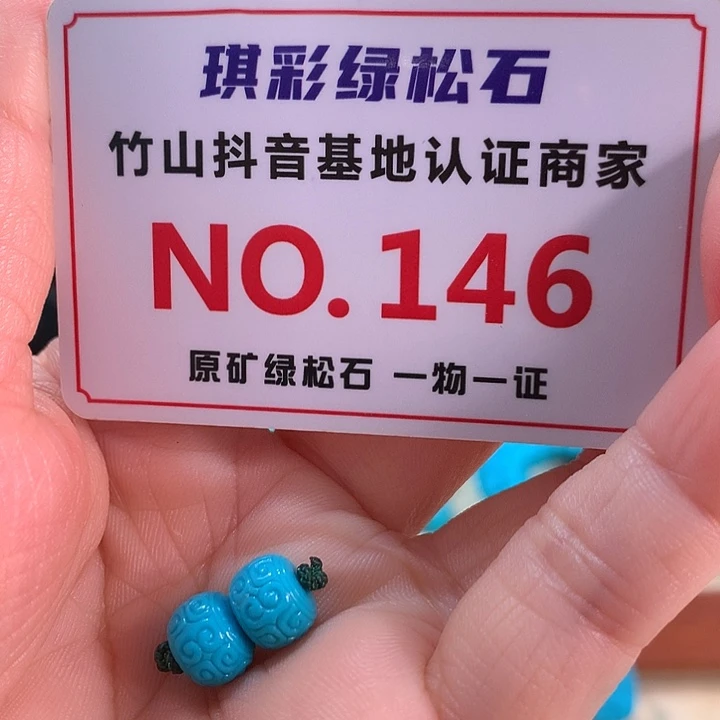 琪彩绿松石
竹山抖音基地认证商家
NO.146
原矿绿松石 一物一证